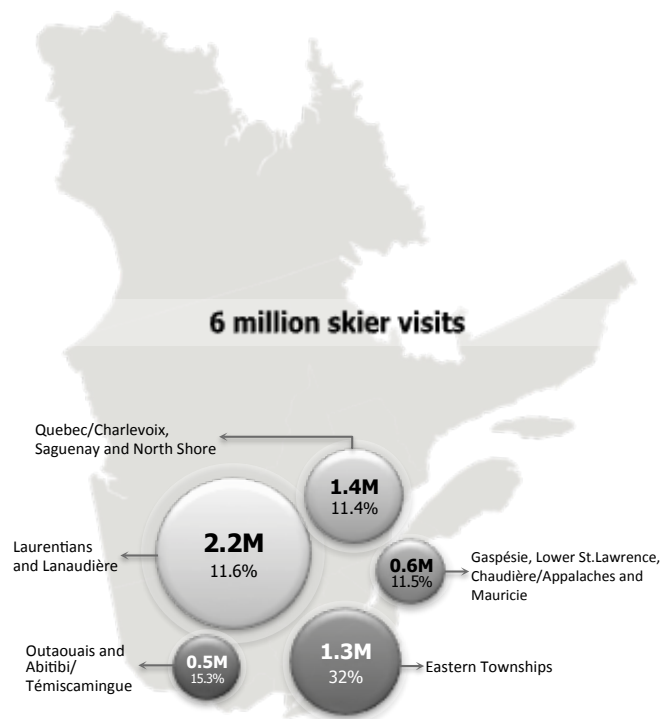 6 million skier visits
Quebec/Charlevoix,
Saguenay and North Shore
1.4M
11.4%
2.2M
11.6%
Laurentians
and Lanaudière
0.6M
11.5%
Gaspésie, Lower St.Lawrence,
Chaudière/Appalaches and
Mauricie
Outaouais and
Abitibi/
Témiscamingue
0.5M
15.3%
1.3M
32%
Eastern Townships